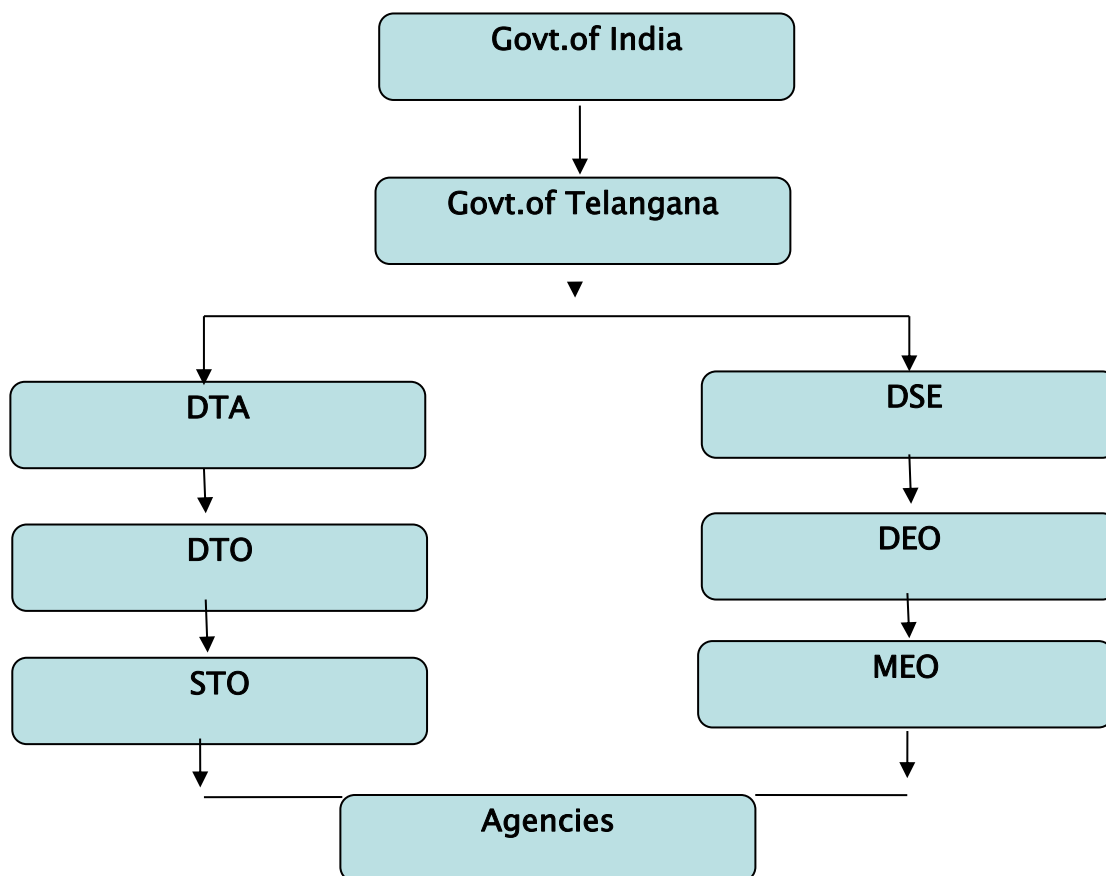 Govt.of India
Govt.of Telangana
DTA
DSE
DTO
DEO
STO
MEO
Agencies